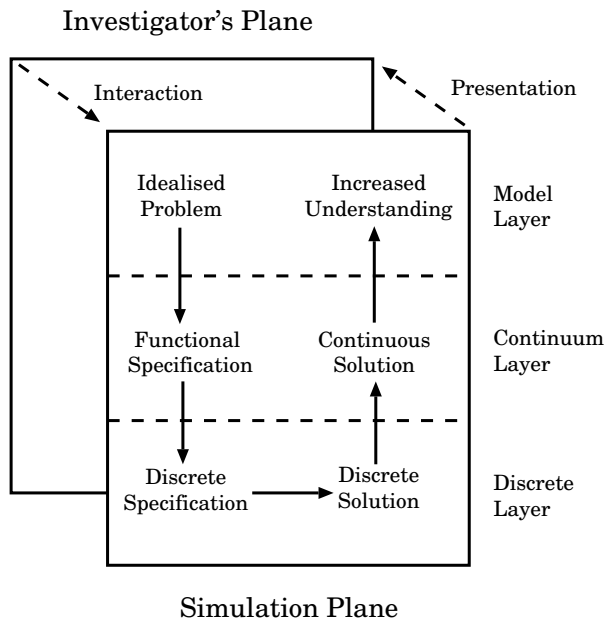 Investigator's Plane
Interaction
Presentation
Idealised
Problem
Increased
Understanding
Model
Layer
Functional
Specification
Continuous
Solution
Continuum
Layer
Discrete
Specification
Discrete
Solution
Discrete
Layer
Simulation Plane